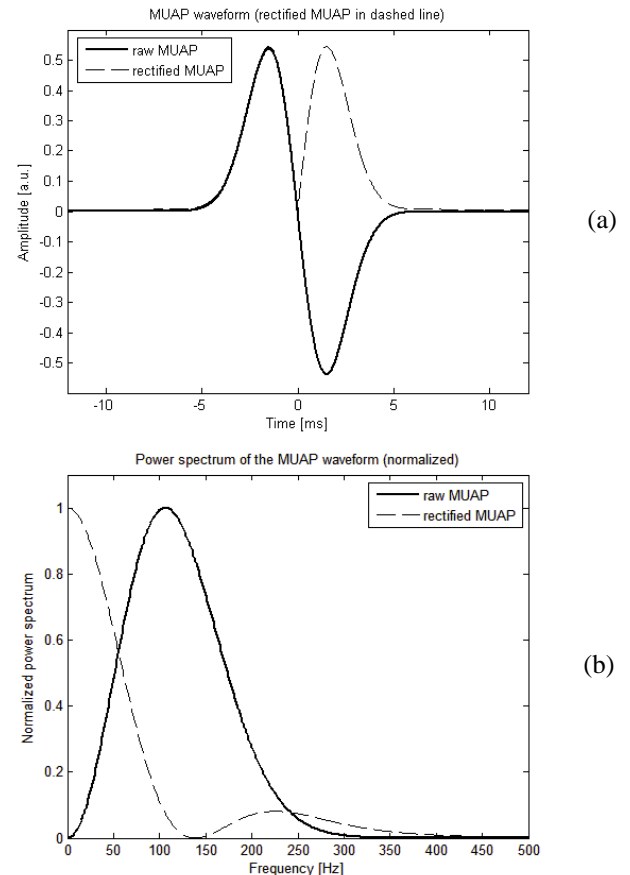 MUAP waveform (rectified MUAP in dashed line)
raw MUAP
rectified MUAP
0.5
0.4
0.3
0.2
0.1
0
-0.1
-0.2
-0.3
-0.4
-0.5
Amplitude [a.u.]
-10 -5 0 5 10
Time [ms]
(a)
Power spectrum of the MUAP waveform (normalized)
raw MUAP
rectified MUAP
1
0.8
0.6
0.4
0.2
0
Normalized power spectrum
0 50 100 150 200 250 300 350 400 450 500
Frequency [Hz]
(b)